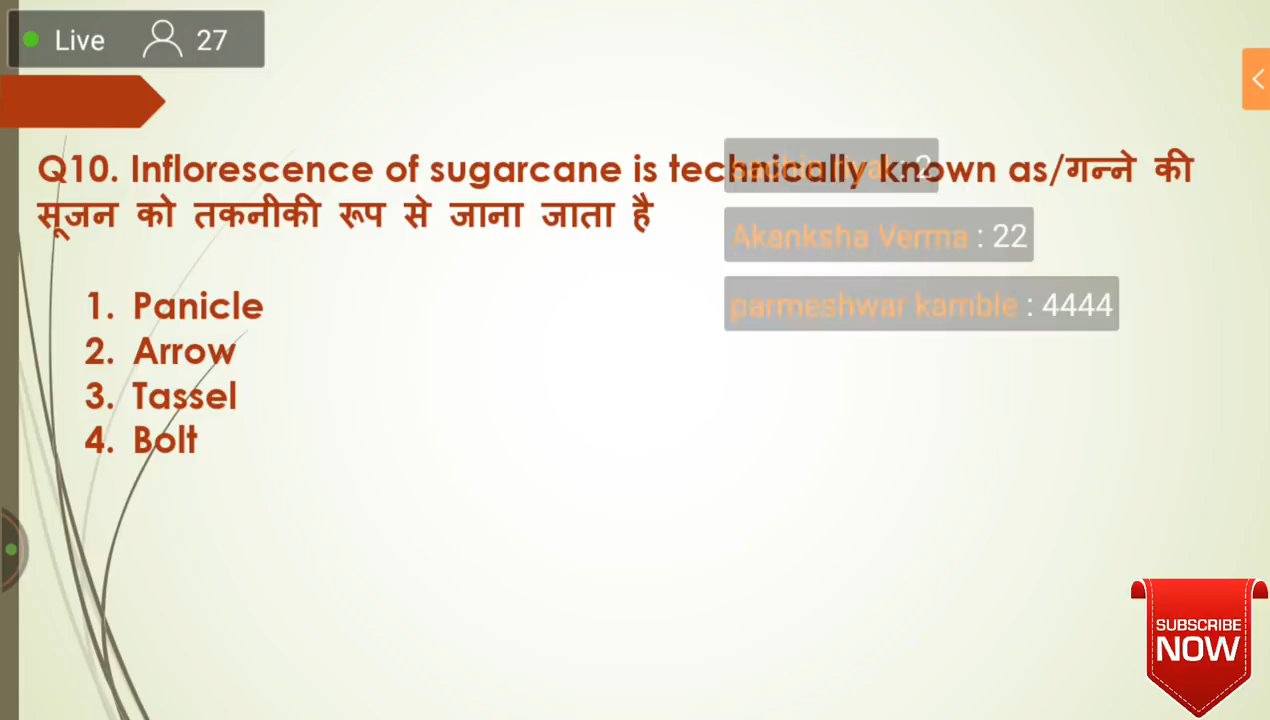 Live 27
Q10. Inflorescence of sugarcane is technically known as/गन्ने की
सूजन को तकनीकी रूप से जाना जाता है
: 2
Akanksha Verma : 22
parmeshwar kamble : 4444
1. Panicle
2. Arrow
3. Tassel
4. Bolt
SUBSCRIBE
NOW